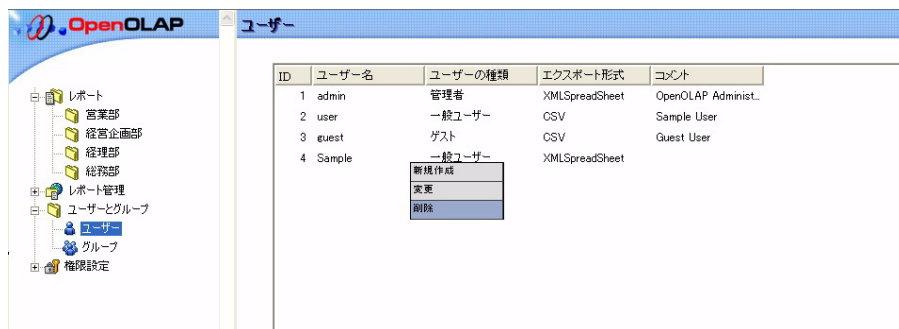 OpenOLAP
ユーザー
レポート
営業部
経営企画部
経理部
総務部
レポート管理
ユーザーとグループ
ユーザー
グループ
権限設定
ID ユーザー名 ユーザーの種類 エクスポート形式 コメント
1 admin 管理者 XMLSpreadSheet OpenOLAP Administ...
2 user 一般ユーザー CSV Sample User
3 guest ゲスト CSV Guest User
4 Sample 一般ユーザー XMLSpreadSheet
新規作成
変更
削除